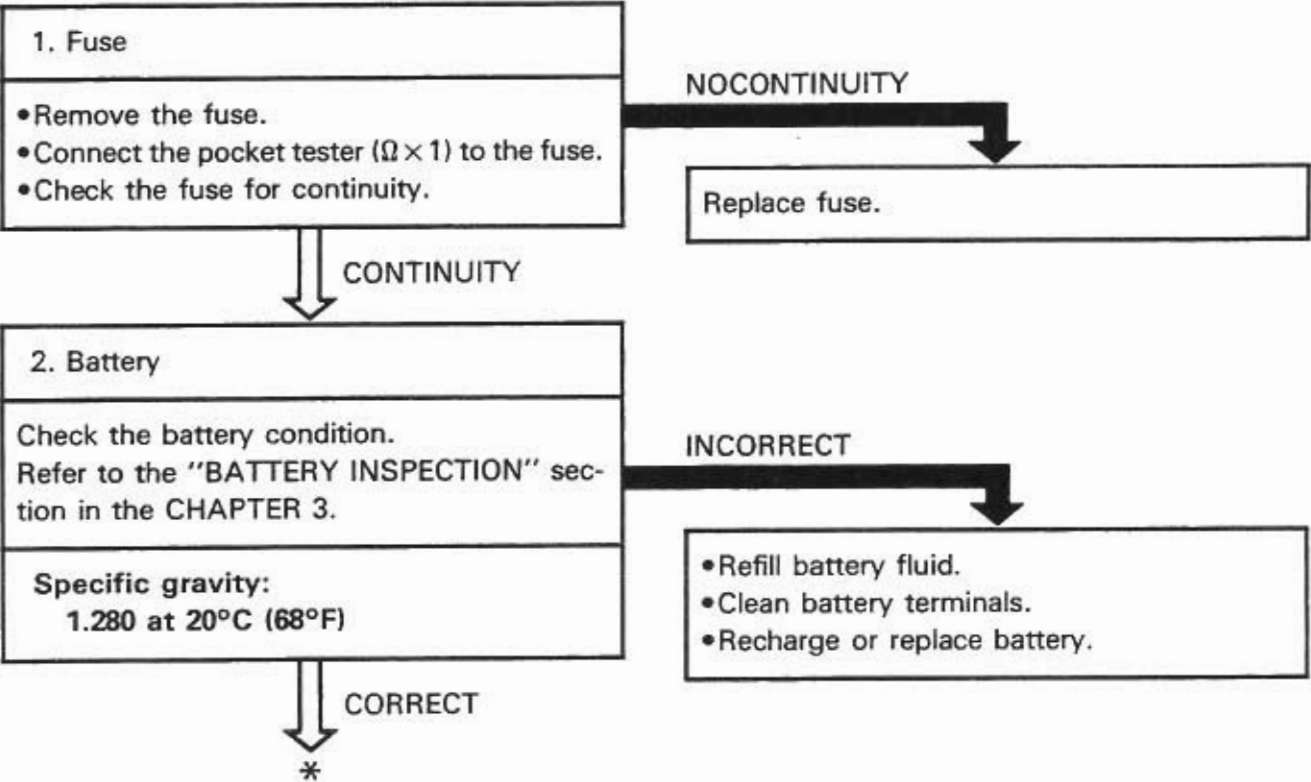 1. Fuse
•Remove the fuse.
•Connect the pocket tester (Ω×1) to the fuse.
•Check the fuse for continuity.
NOCONTINUITY
Replace fuse.
CONTINUITY
2. Battery
Check the battery condition.
Refer to the "BATTERY INSPECTION" sec-
tion in the CHAPTER 3.
Specific gravity:
1.280 at 20°C (68°F)
INCORRECT
•Refill battery fluid.
•Clean battery terminals.
•Recharge or replace battery.
CORRECT
*